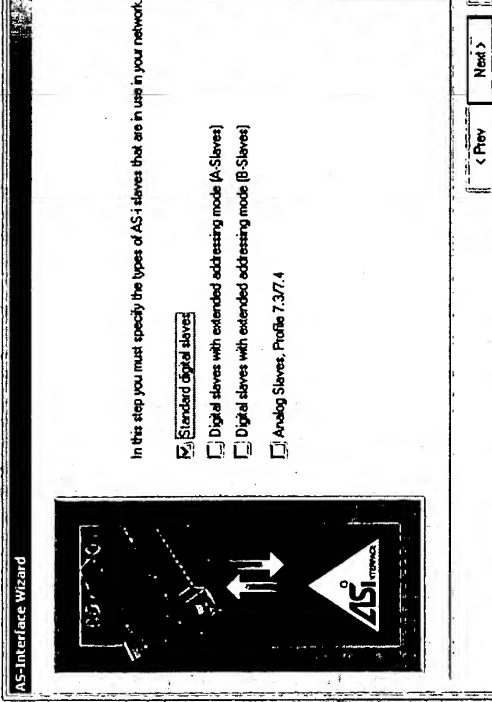 AS-Interface Wizard
In this step you must specify the types of AS-i slaves that are in use in your network.
Standard digital slaves
Digital slaves with extended addressing mode (A-Slaves)
Digital slaves with extended addressing mode (B-Slaves)
Analog Slaves, Profile 7.3/7.4
ASi
INTERFACE
< Prev
Next >